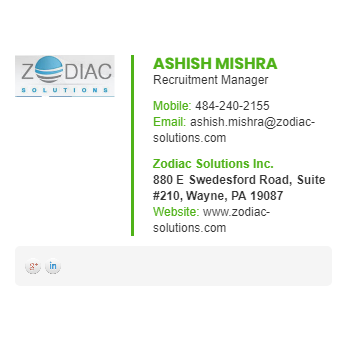 ZODIAC
SOLUTIONS
ASHISH MISHRA
Recruitment Manager
Mobile: 484-240-2155
Email: ashish.mishra@zodiac-
solutions.com
Zodiac Solutions Inc.
880 E Swedesford Road, Suite
#210, Wayne, PA 19087
Website: www.zodiac-
solutions.com
g+ in